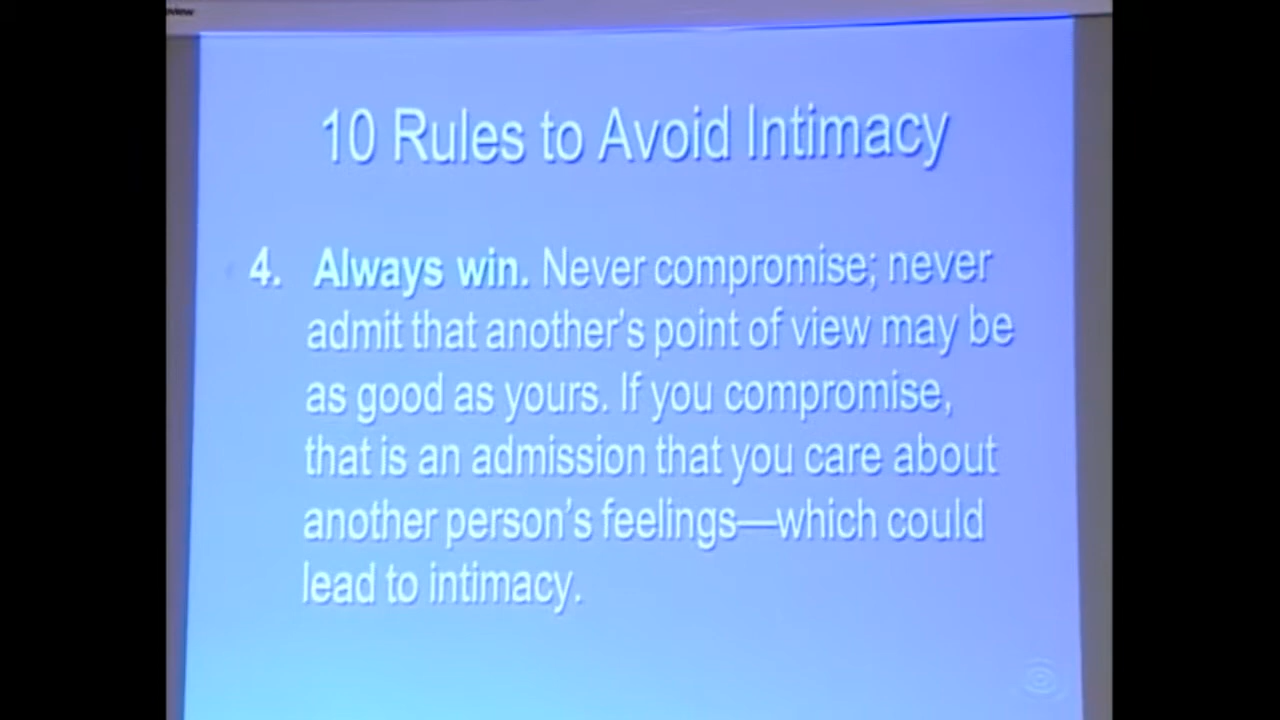 10 Rules to Avoid Intimacy
4. Always win. Never compromise; never
admit that another's point of view may be
as good as yours. If you compromise,
that is an admission that you care about
another person's feelings—which could
lead to intimacy.